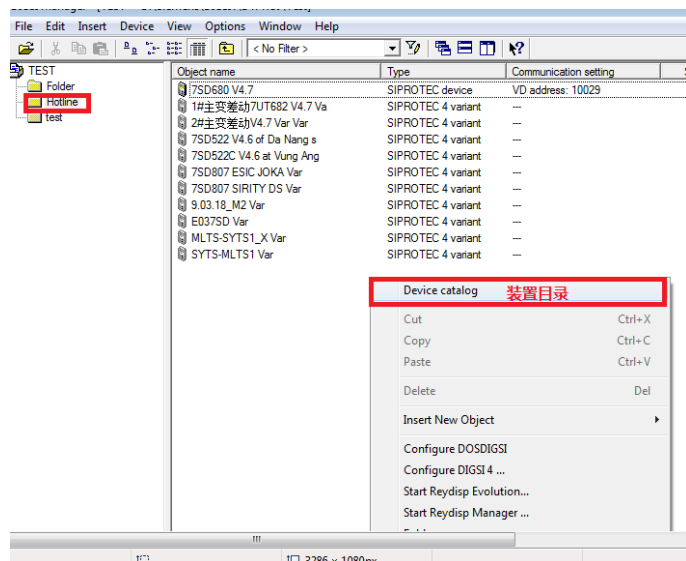 File Edit Insert Device View Options Window Help
< No Filter >
TEST
Folder
Hotline
test
Object name Type Communication setting
7SD680 V4.7 SIPROTEC device VD address: 10029
1#主变差动7UT682 V4.7 Va SIPROTEC 4 variant ---
2#主变差动V4.7 Var Var SIPROTEC 4 variant ---
7SD522 V4.6 of Da Nang s SIPROTEC 4 variant ---
7SD522C V4.6 at Vung Ang SIPROTEC 4 variant ---
7SD807 ESIC JOKA Var SIPROTEC 4 variant ---
7SD807 SIRITY DS Var SIPROTEC 4 variant ---
9.03.18_M2 Var SIPROTEC 4 variant ---
E037SD Var SIPROTEC 4 variant ---
MLTS-SYTS1_X Var SIPROTEC 4 variant ---
SYTS-MLTS1 Var SIPROTEC 4 variant ---
Device catalog 装置目录
Cut Ctrl+X
Copy Ctrl+C
Paste Ctrl+V
Delete Del
Insert New Object
Configure DOSDIGSI
Configure DIGSI 4 ...
Start Reydisp Evolution...
Start Reydisp Manager ...
3286 × 1080px